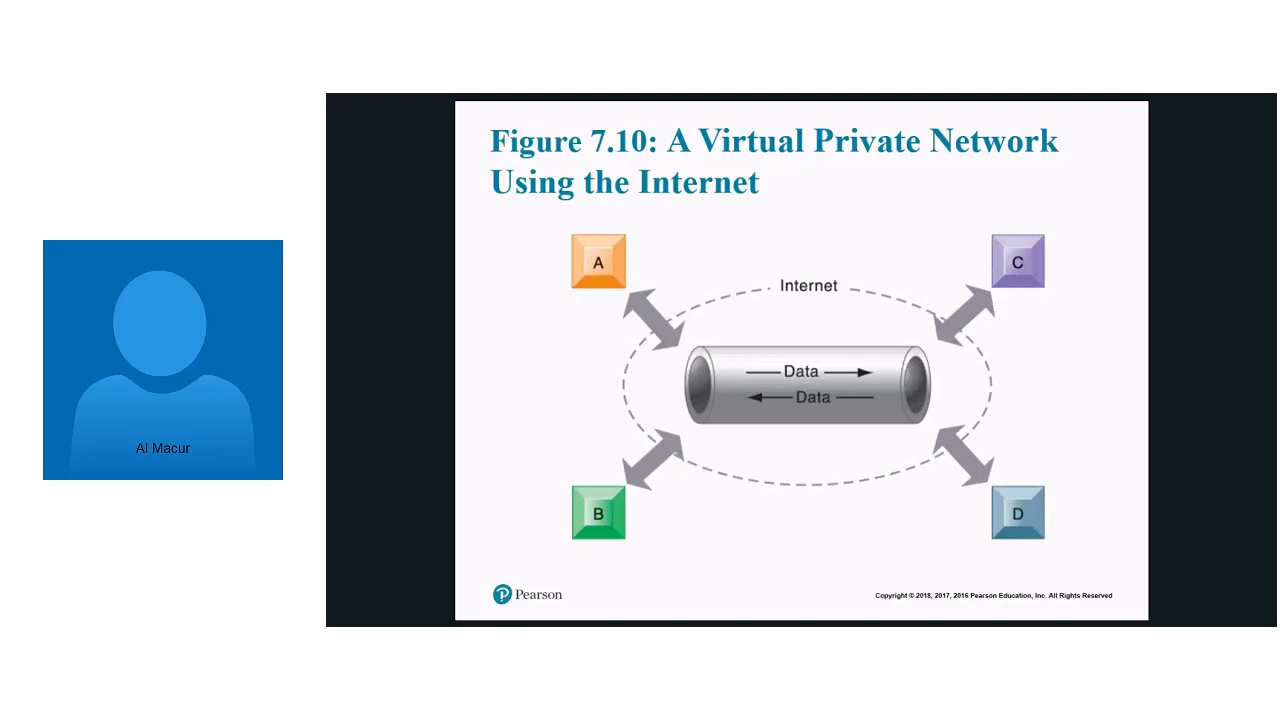 Figure 7.10: A Virtual Private Network
Using the Internet
A
C
Internet
Data
Data
Al Macur
B
D
Pearson
Copyright © 2018, 2017, 2016 Pearson Education, Inc. All Rights Reserved